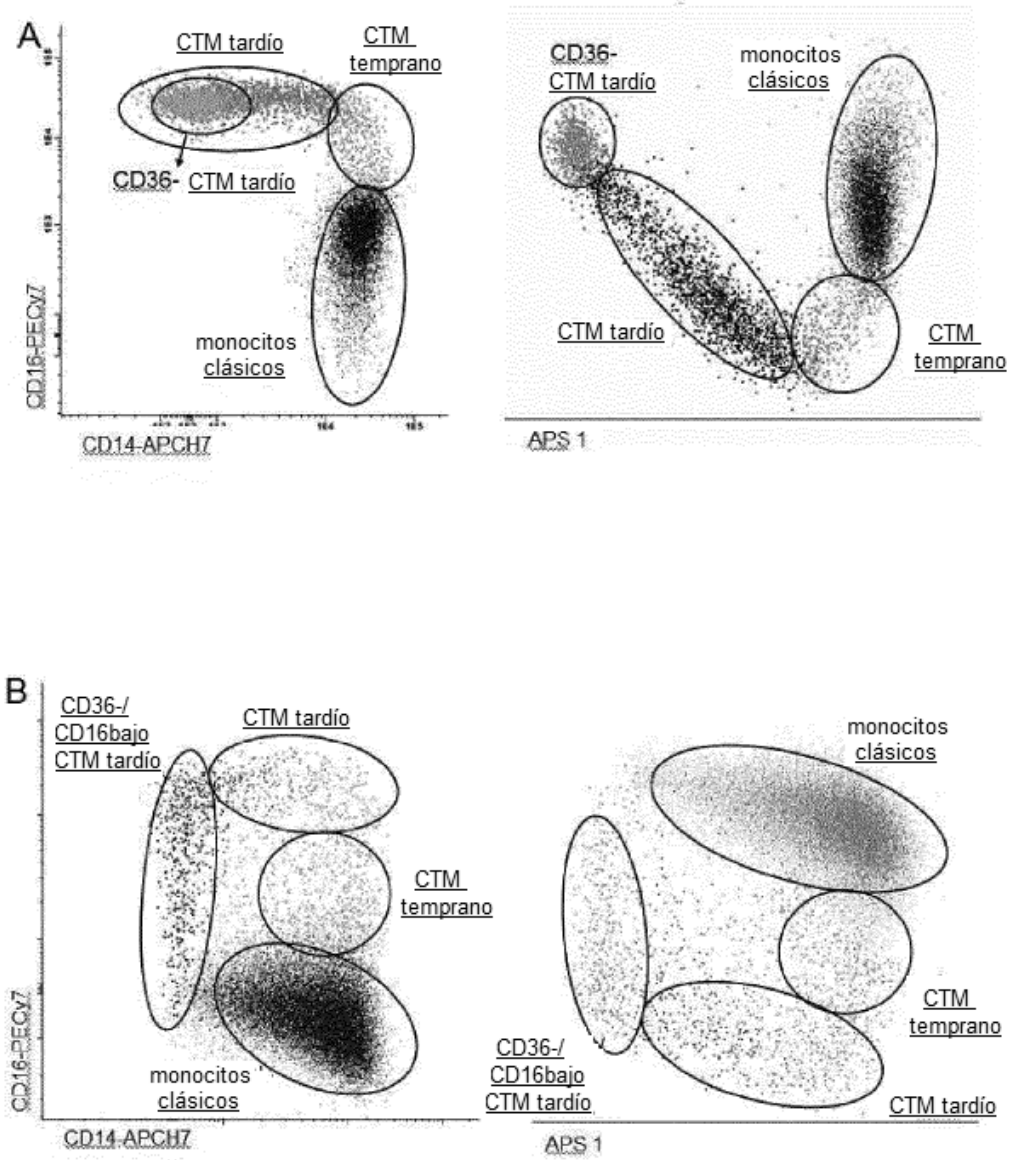 A
CTM tardío
CTM
temprano
CD36- CTM tardío
monocitos
clásicos
CD16-PECy7
CD14-APCH7
CD36-
CTM tardío
monocitos
clásicos
CTM tardío
CTM
temprano
APS 1
B
CD36-/
CD16bajo
CTM tardío
CTM tardío
CTM
temprano
monocitos
clásicos
CD16-PECy7
CD14-APCH7
monocitos
clásicos
CTM
temprano
CD36-/
CD16bajo
CTM tardío
CTM tardío
APS 1